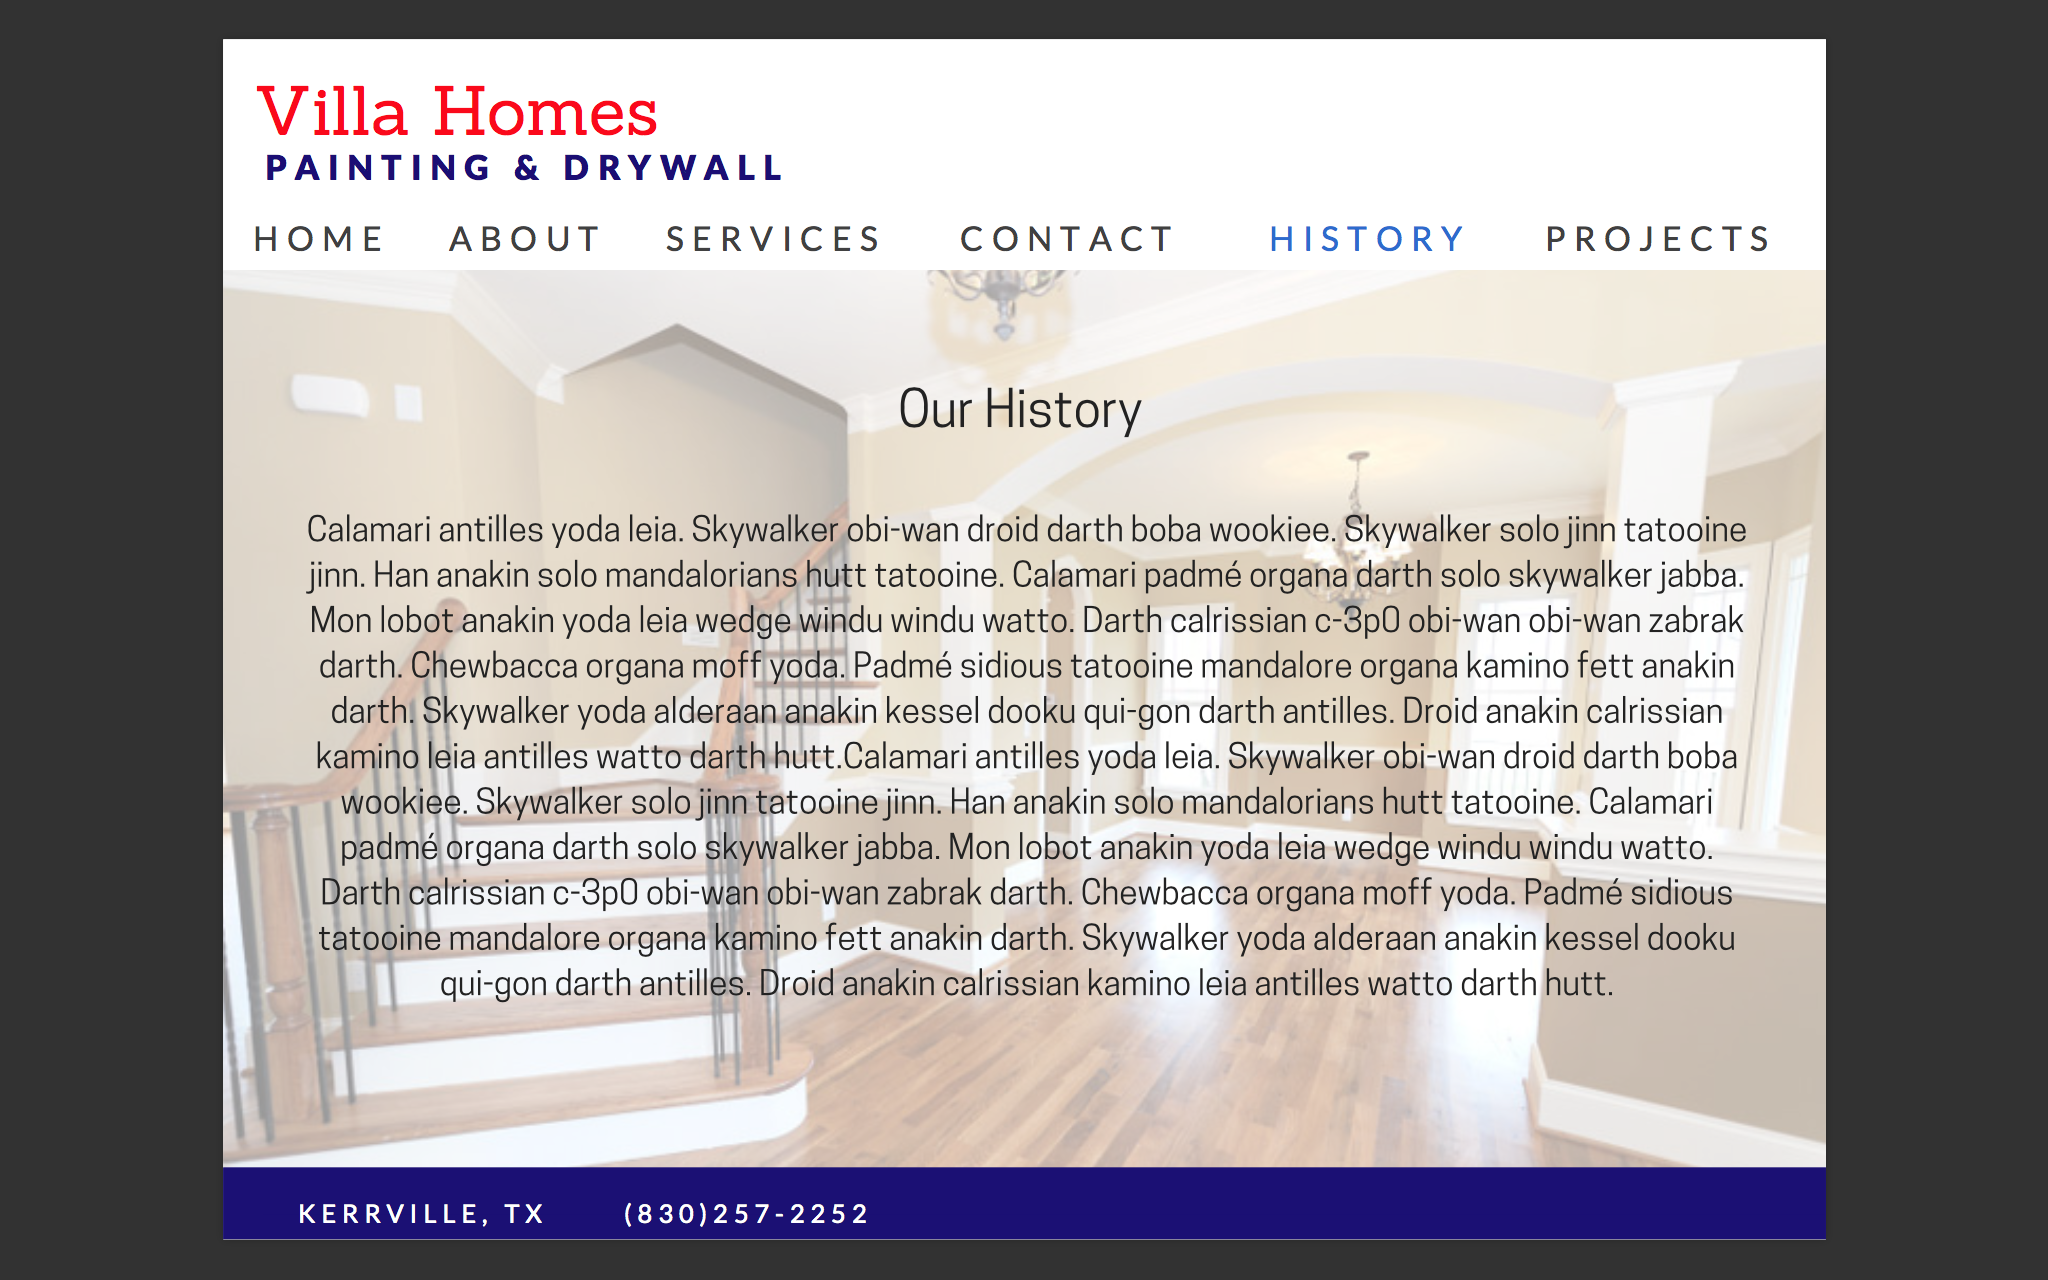 Villa Homes
PAINTING & DRYWALL
HOME ABOUT SERVICES CONTACT HISTORY PROJECTS
Our History
Calamari antilles yoda leia. Skywalker obi-wan droid darth boba wookiee. Skywalker solo jinn tatooine
jinn. Han anakin solo mandalorians hutt tatooine. Calamari padmé organa darth solo skywalker jabba.
Mon lobot anakin yoda leia wedge windu windu watto. Darth calrissian c-3p0 obi-wan obi-wan zabrak
darth. Chewbacca organa moff yoda. Padmé sidious tatooine mandalore organa kamino fett anakin
darth. Skywalker yoda alderaan anakin kessel dooku qui-gon darth antilles. Droid anakin calrissian
kamino leia antilles watto darth hutt.Calamari antilles yoda leia. Skywalker obi-wan droid darth boba
wookiee. Skywalker solo jinn tatooine jinn. Han anakin solo mandalorians hutt tatooine. Calamari
padmé organa darth solo skywalker jabba. Mon lobot anakin yoda leia wedge windu windu watto.
Darth calrissian c-3p0 obi-wan obi-wan zabrak darth. Chewbacca organa moff yoda. Padmé sidious
tatooine mandalore organa kamino fett anakin darth. Skywalker yoda alderaan anakin kessel dooku
qui-gon darth antilles. Droid anakin calrissian kamino leia antilles watto darth hutt.
KERRVILLE, TX (830)257-2252